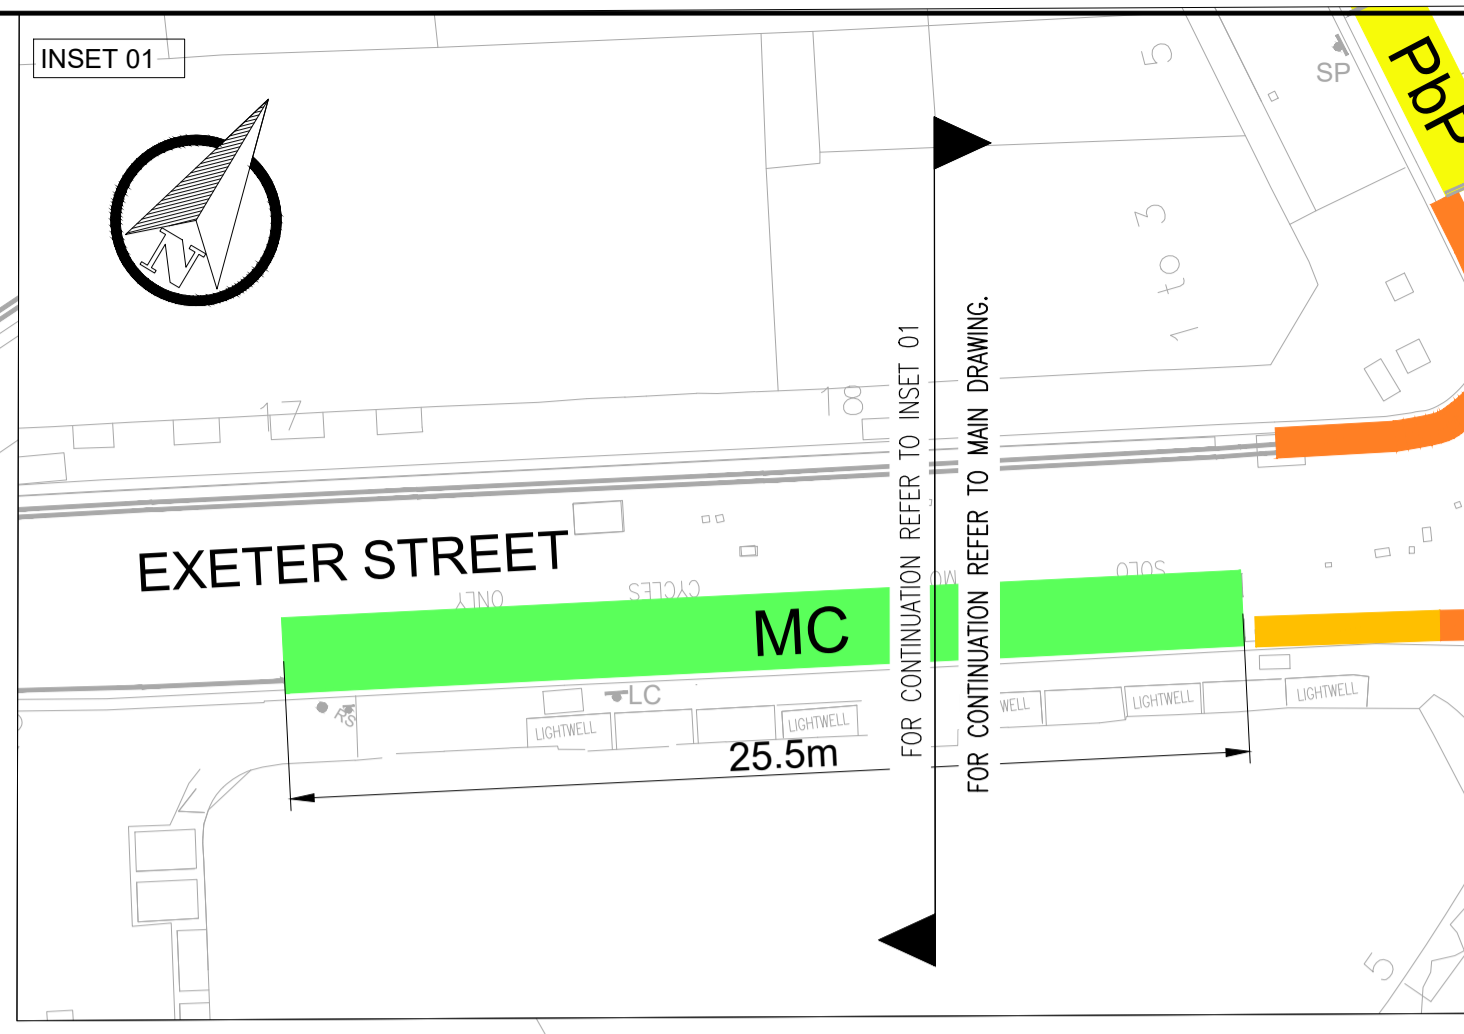 INSET 01
N
SP
PbP
5
1 to 3
17
18
EXETER STREET
ONLY
CYCLES
MO
SOLO
MC
FOR CONTINUATION REFER TO INSET 01
FOR CONTINUATION REFER TO MAIN DRAWING.
RS
LC
LIGHTWELL
LIGHTWELL
WELL
LIGHTWELL
LIGHTWELL
25.5m
5